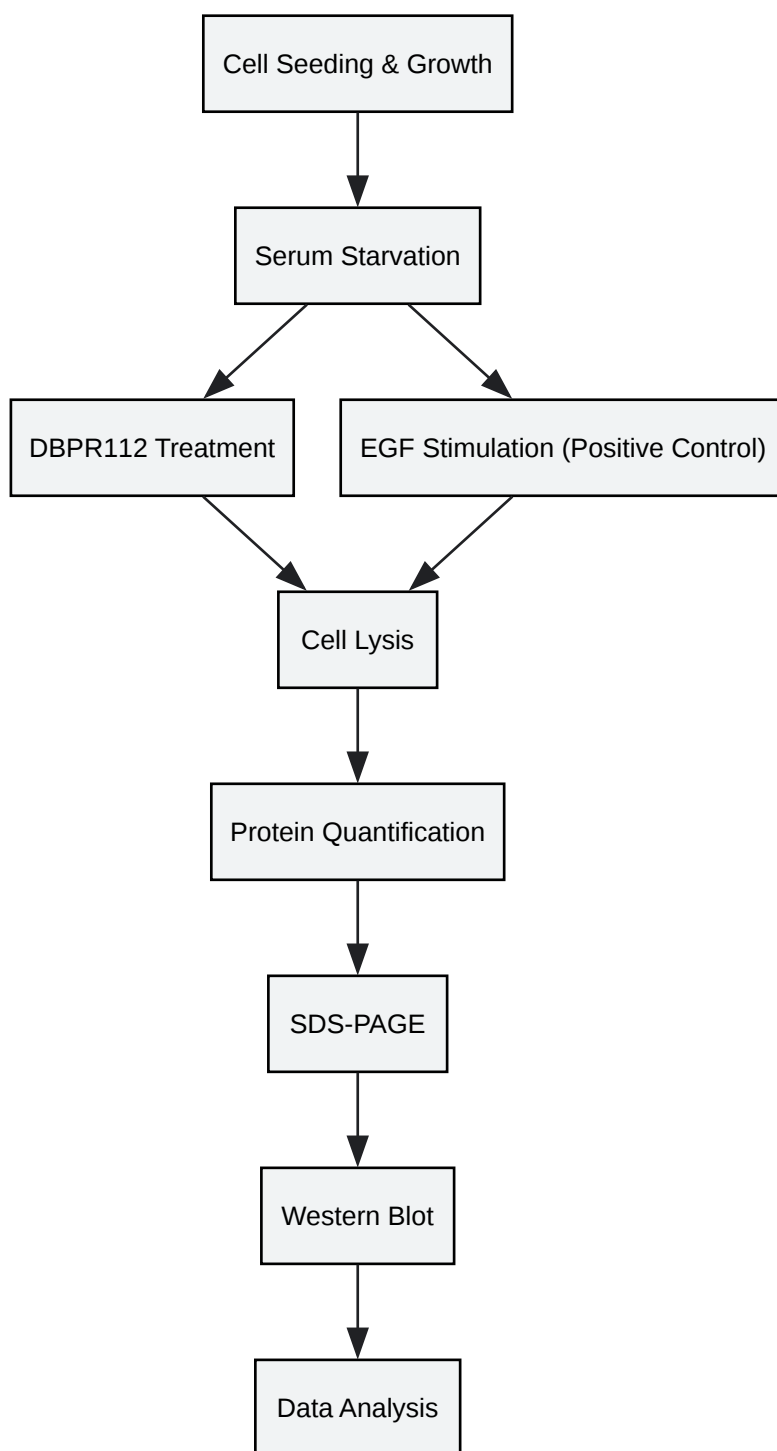 Cell Seeding & Growth
Serum Starvation
DBPR112 Treatment
EGF Stimulation (Positive Control)
Cell Lysis
Protein Quantification
SDS-PAGE
Western Blot
Data Analysis